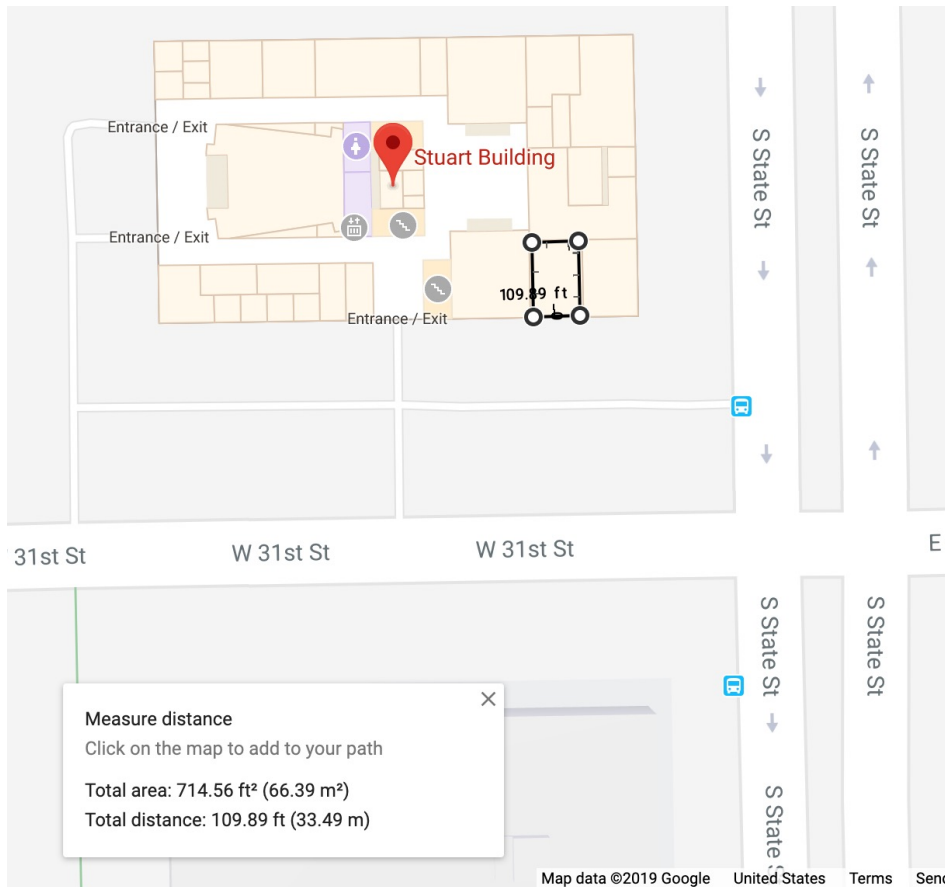 Entrance / Exit
Stuart Building
S State St
S State St
Entrance / Exit
109.89 ft
Entrance / Exit
31st St
W 31st St
W 31st St
E
S State St
S State St
Measure distance
Click on the map to add to your path
Total area: 714.56 ft² (66.39 m²)
Total distance: 109.89 ft (33.49 m)
S State S
Map data ©2019 Google United States Terms Send